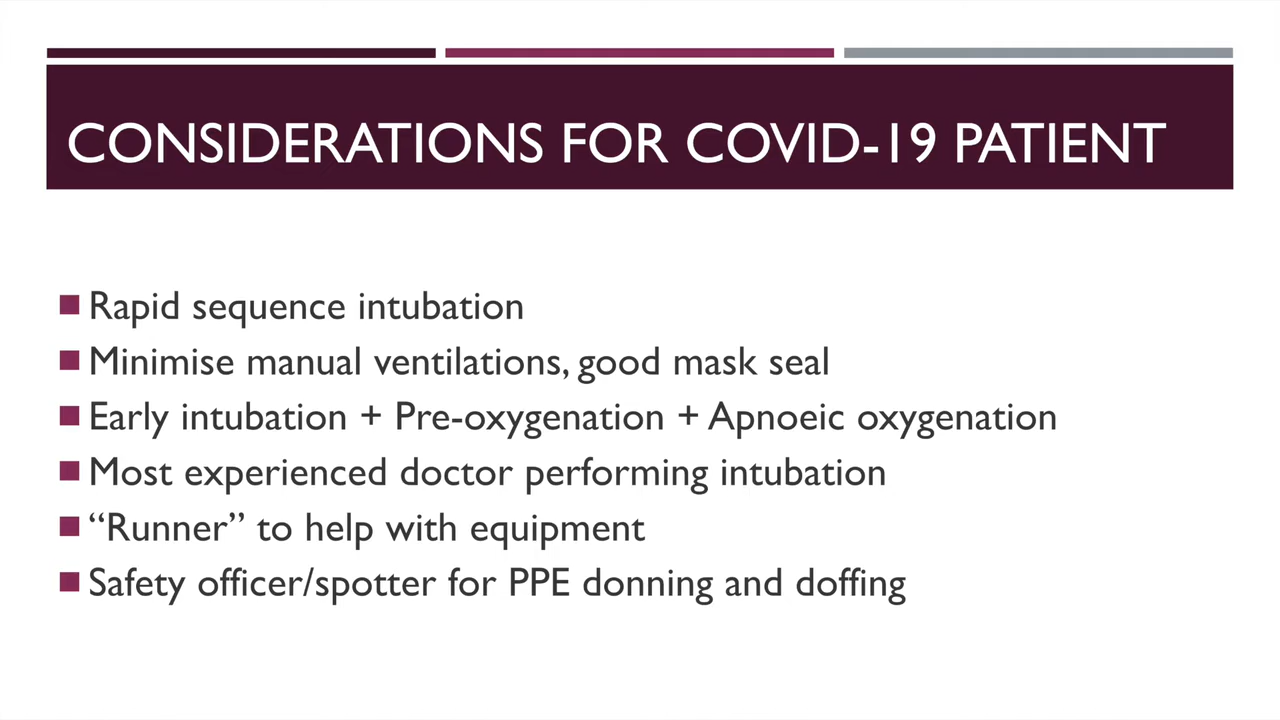 CONSIDERATIONS FOR COVID-19 PATIENT
Rapid sequence intubation
Minimise manual ventilations, good mask seal
Early intubation + Pre-oxygenation + Apnoeic oxygenation
Most experienced doctor performing intubation
“Runner” to help with equipment
Safety officer/spotter for PPE donning and doffing